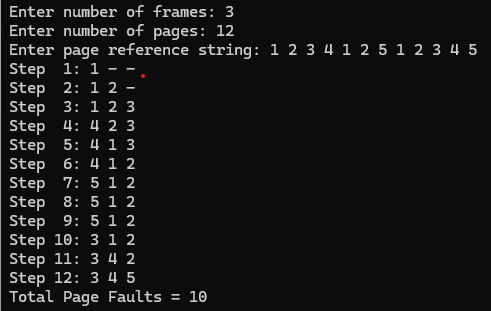 Enter number of frames: 3
Enter number of pages: 12
Enter page reference string: 1 2 3 4 1 2 5 1 2 3 4 5
Step  1: 1 - -
Step  2: 1 2 -
Step  3: 1 2 3
Step  4: 4 2 3
Step  5: 4 1 3
Step  6: 4 1 2
Step  7: 5 1 2
Step  8: 5 1 2
Step  9: 5 1 2
Step 10: 3 1 2
Step 11: 3 4 2
Step 12: 3 4 5
Total Page Faults = 10